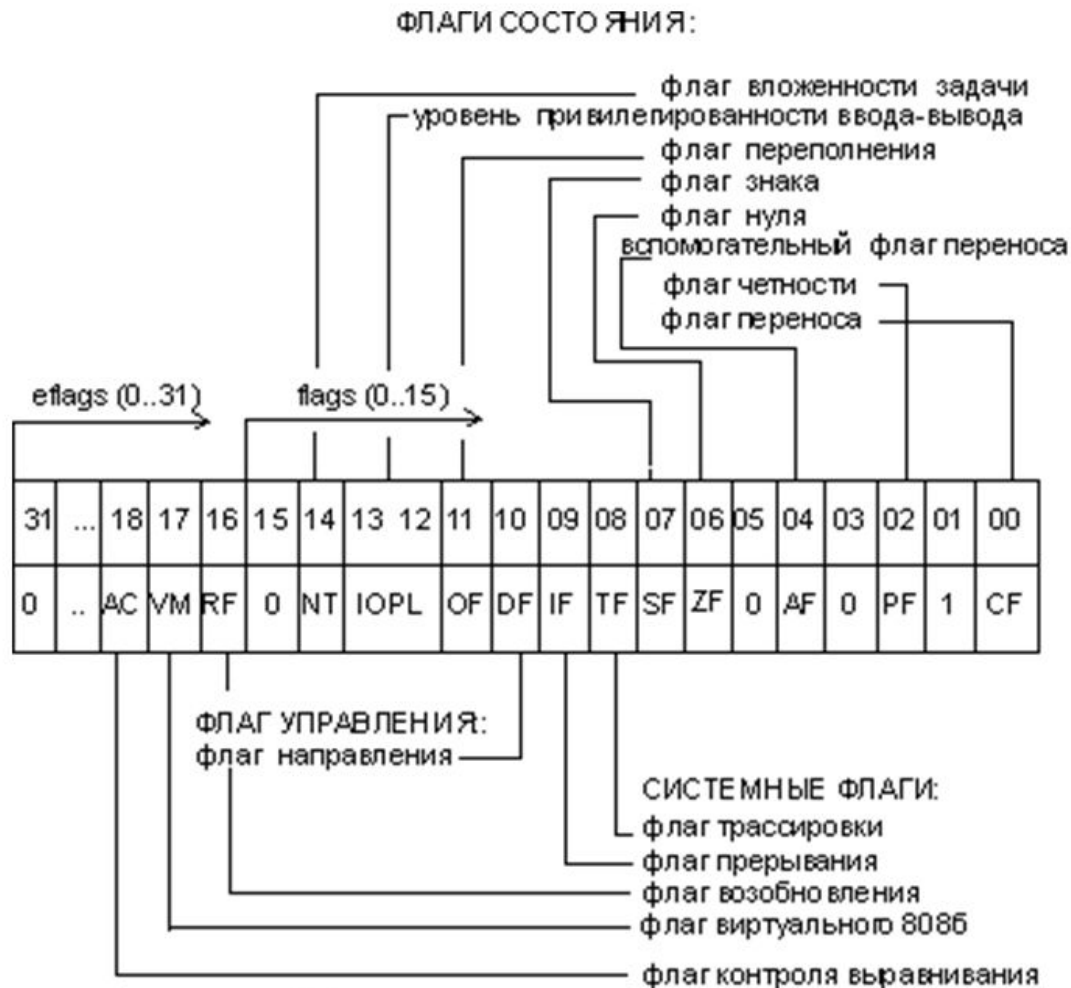 ФЛАГИ СОСТОЯНИЯ:
флаг вложенности задачи
уровень привилегированности ввода-вывода
флаг переполнения
флаг знака
флаг нуля
вспомогательный флаг переноса
флаг четности
флаг переноса
eflags (0..31)
flags (0..15)
31 ... 18 17 16 15 14 13 12 11 10 09 08 07 06 05 04 03 02 01 00
0 .. AC VM RF 0 NT IOPL OF DF IF TF SF ZF 0 AF 0 PF 1 CF
ФЛАГ УПРАВЛЕНИЯ:
флаг направления
СИСТЕМНЫЕ ФЛАГИ:
флаг трассировки
флаг прерывания
флаг возобновления
флаг виртуального 8086
флаг контроля выравнивания